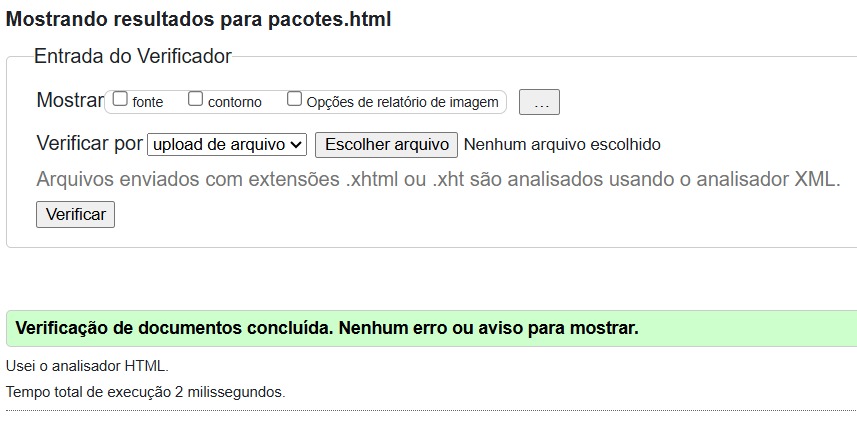 Mostrando resultados para pacotes.html
Entrada do Verificador
Mostrar fonte contorno Opções de relatório de imagem ...
Verificar por upload de arquivo Escolher arquivo Nenhum arquivo escolhido
Arquivos enviados com extensões .xhtml ou .xht são analisados usando o analisador XML.
Verificar
Verificação de documentos concluída. Nenhum erro ou aviso para mostrar.
Usei o analisador HTML.
Tempo total de execução 2 milissegundos.